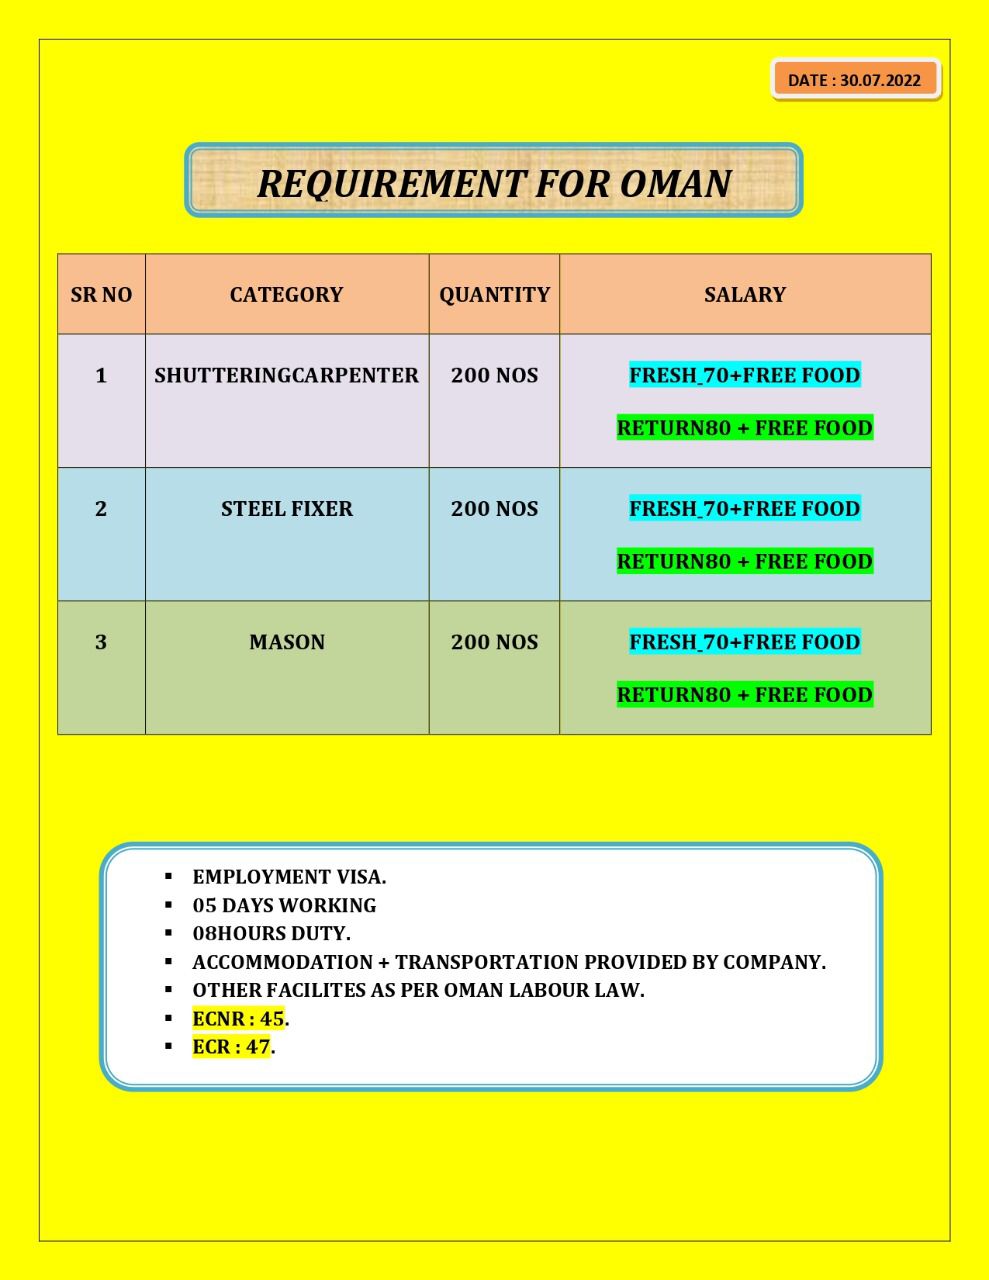 DATE : 30.07.2022
REQUIREMENT FOR OMAN
SR NO CATEGORY QUANTITY SALARY
1 SHUTTERINGCARPENTER 200 NOS FRESH_70+FREE FOOD
RETURN80 + FREE FOOD
2 STEEL FIXER 200 NOS FRESH_70+FREE FOOD
RETURN80 + FREE FOOD
3 MASON 200 NOS FRESH_70+FREE FOOD
RETURN80 + FREE FOOD
▪ EMPLOYMENT VISA.
▪ 05 DAYS WORKING
▪ 08HOURS DUTY.
▪ ACCOMMODATION + TRANSPORTATION PROVIDED BY COMPANY.
▪ OTHER FACILITES AS PER OMAN LABOUR LAW.
▪ ECNR : 45.
▪ ECR : 47.